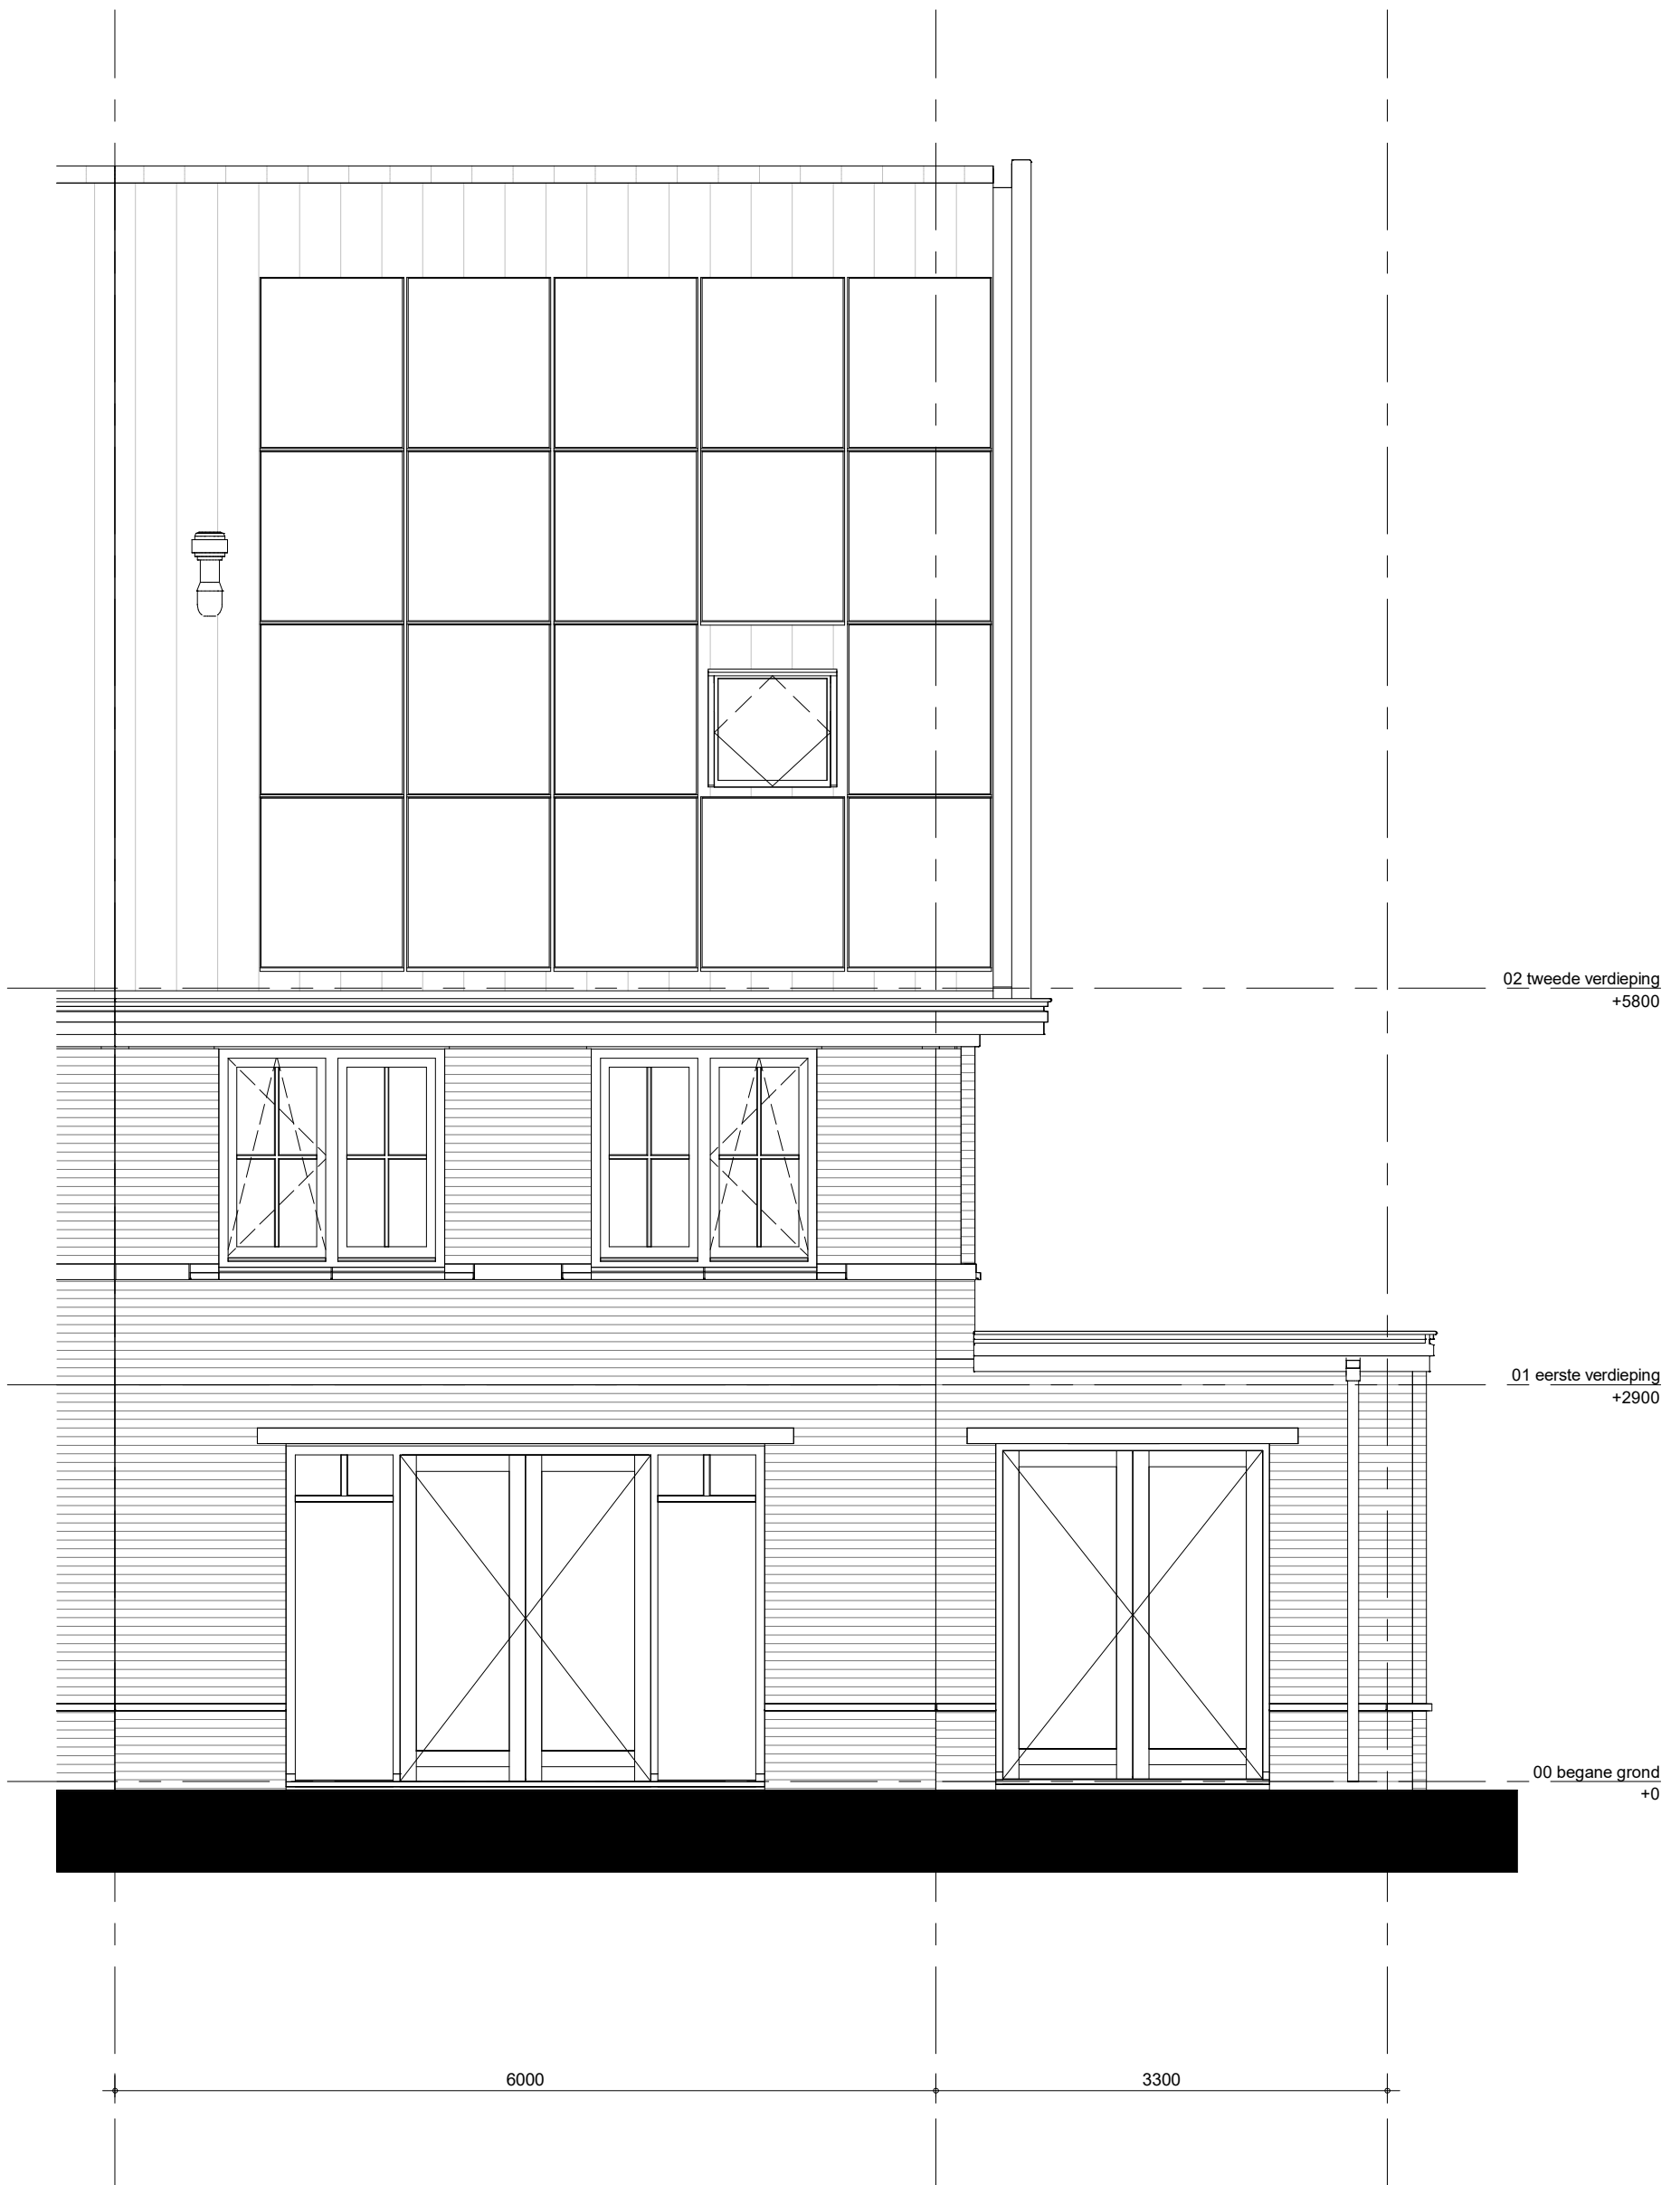 02 tweede verdieping
+5800
01 eerste verdieping
+2900
00 begane grond
+0
6000
3300